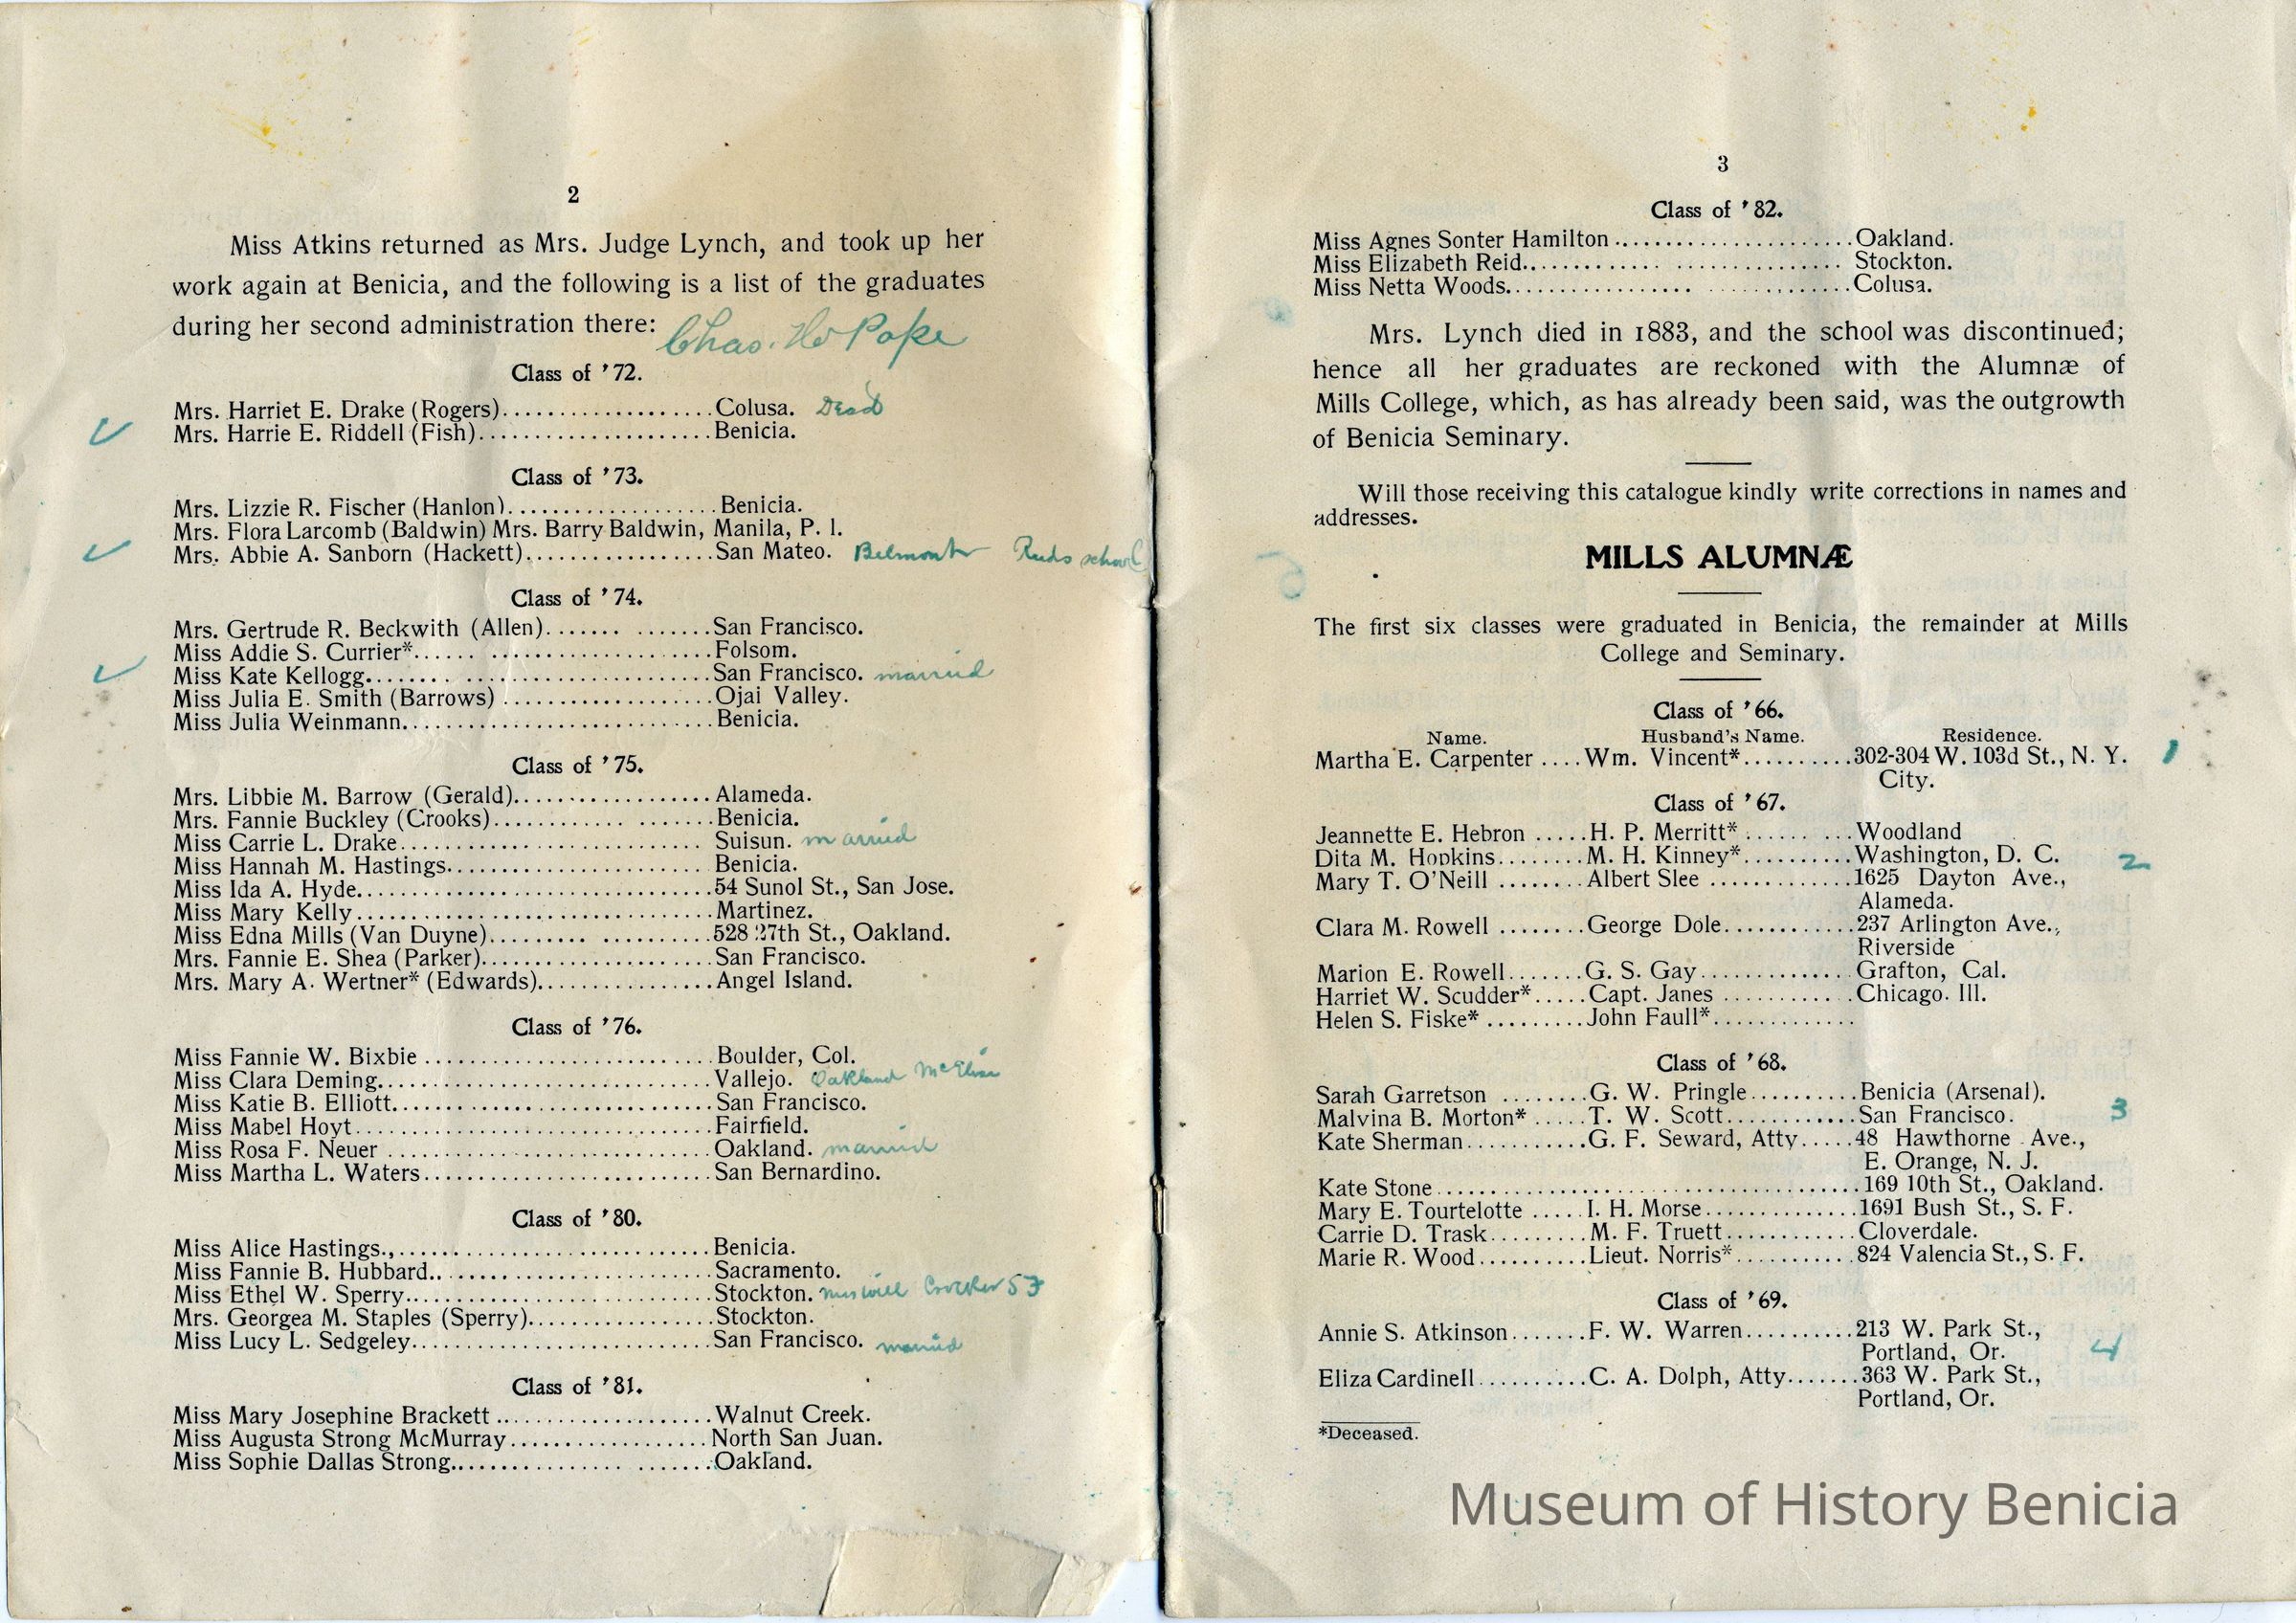 2
Miss Atkins returned as Mrs. Judge Lynch, and took up her
work again at Benicia, and the following is a list of the graduates
during her second administration there:
Chas. H. Pope
Class of '72.
Mrs. Harriet E. Drake (Rogers)...................Colusa. Dead
Mrs. Harrie E. Riddell (Fish)......................Benicia.
Class of '73.
Mrs. Lizzie R. Fischer (Hanlon)....................Benicia.
Mrs. Flora Larcomb (Baldwin) Mrs. Barry Baldwin, Manila, P. I.
Mrs. Abbie A. Sanborn (Hackett)..................San Mateo. Belmont Reids school
Class of '74.
Mrs. Gertrude R. Beckwith (Allen)....... .......San Francisco.
Miss Addie S. Currier*...... .....................Folsom.
Miss Kate Kellogg........ .......................San Francisco. married
Miss Julia E. Smith (Barrows) ....................Ojai Valley.
Miss Julia Weinmann.............................Benicia.
Class of '75.
Mrs. Libbie M. Barrow (Gerald)...................Alameda.
Mrs. Fannie Buckley (Crooks)............ .......Benicia.
Miss Carrie L. Drake............................. Suisun. married
Miss Hannah M. Hastings.........................Benicia.
Miss Ida A. Hyde.................................54 Sunol St., San Jose.
Miss Mary Kelly..................................Martinez.
Miss Edna Mills (Van Duyne)......... ..........528 27th St., Oakland.
Mrs. Fannie E. Shea (Parker)......................San Francisco.
Mrs. Mary A. Wertner* (Edwards).................Angel Island.
Class of '76.
Miss Fannie W. Bixbie ...........................Boulder, Col.
Miss Clara Deming...............................Vallejo. Oakland
Miss Katie B. Elliott..............................San Francisco.
Miss Mabel Hoyt..................................Fairfield.
Miss Rosa F. Neuer ...............................Oakland. married
Miss Martha L. Waters...........................San Bernardino.
Class of '80.
Miss Alice Hastings.,.............................Benicia.
Miss Fannie B. Hubbard..........................Sacramento.
Miss Ethel W. Sperry.............................Stockton. Mrs Will Crocker 53
Mrs. Georgea M. Staples (Sperry)..................Stockton.
Miss Lucy L. Sedgeley............................San Francisco. married
Class of '81.
Miss Mary Josephine Brackett ....................Walnut Creek.
Miss Augusta Strong McMurray...................North San Juan.
Miss Sophie Dallas Strong................ .......Oakland.
3
Class of '82.
Miss Agnes Sonter Hamilton ......................Oakland.
Miss Elizabeth Reid.............. ................ Stockton.
Miss Netta Woods.................. .............Colusa.
Mrs. Lynch died in 1883, and the school was discontinued;
hence all her graduates are reckoned with the Alumnæ of
Mills College, which, as has already been said, was the outgrowth
of Benicia Seminary.
Will those receiving this catalogue kindly write corrections in names and
addresses.
MILLS ALUMNÆ
The first six classes were graduated in Benicia, the remainder at Mills
College and Seminary.
Class of '66.
Name. Husband's Name. Residence.
Martha E. Carpenter ....Wm. Vincent*..........302-304 W. 103d St., N. Y. 1
City.
Class of '67.
Jeannette E. Hebron .....H. P. Merritt*....... ...Woodland
Dita M. Hopkins........M. H. Kinney*..........Washington, D. C. 2
Mary T. O'Neill ........Albert Slee .............1625 Dayton Ave.,
Alameda.
Clara M. Rowell ........George Dole............237 Arlington Ave.,
Riverside
Marion E. Rowell.......G. S. Gay..............Grafton, Cal.
Harriet W. Scudder*.....Capt. Janes ............Chicago. Ill.
Helen S. Fiske* .........John Faull*.............
Class of '68.
Sarah Garretson ........G. W. Pringle..........Benicia (Arsenal).
Malvina B. Morton* .....T. W. Scott............San Francisco. 3
Kate Sherman...........G. F. Seward, Atty.....48 Hawthorne Ave.,
E. Orange, N. J.
Kate Stone.......................................169 10th St., Oakland.
Mary E. Tourtelotte .....I. H. Morse..............1691 Bush St., S. F.
Carrie D. Trask.........M. F. Truett............Cloverdale.
Marie R. Wood..........Lieut. Norris*...........824 Valencia St., S. F.
Class of '69.
Annie S. Atkinson.......F. W. Warren..........213 W. Park St.,
Portland, Or. 4
Eliza Cardinell..........C. A. Dolph, Atty.......363 W. Park St.,
Portland, Or.
*Deceased.
Museum of History Benicia